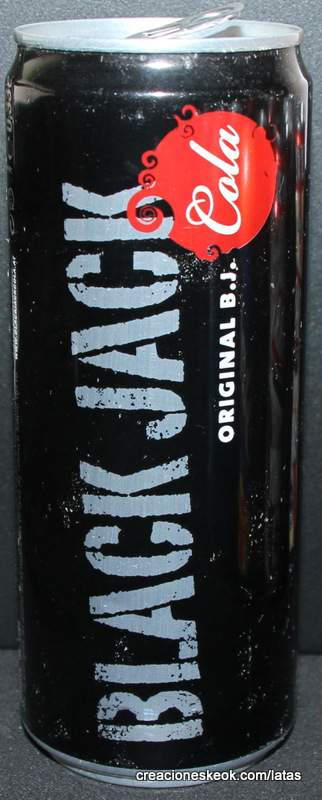 BLACK JACK
Cola
ORIGINAL B.J.
creacioneskeok.com/latas